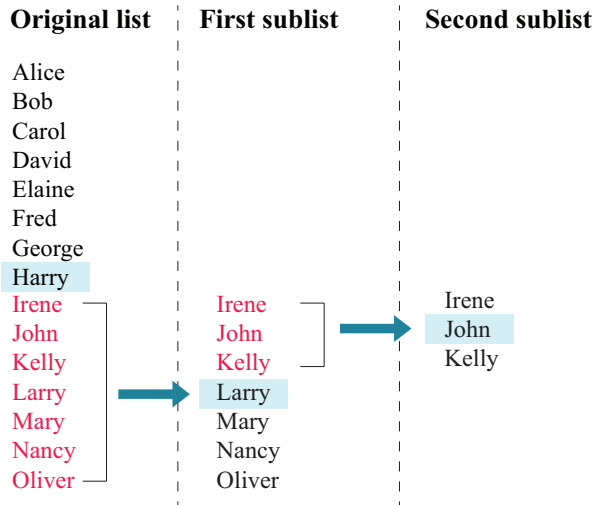 Original list
Alice
Bob
Carol
David
Elaine
Fred
George
Harry
Irene
John
Kelly
Larry
Mary
Nancy
Oliver
First sublist
Irene
John
Kelly
Larry
Mary
Nancy
Oliver
Second sublist
Irene
John
Kelly